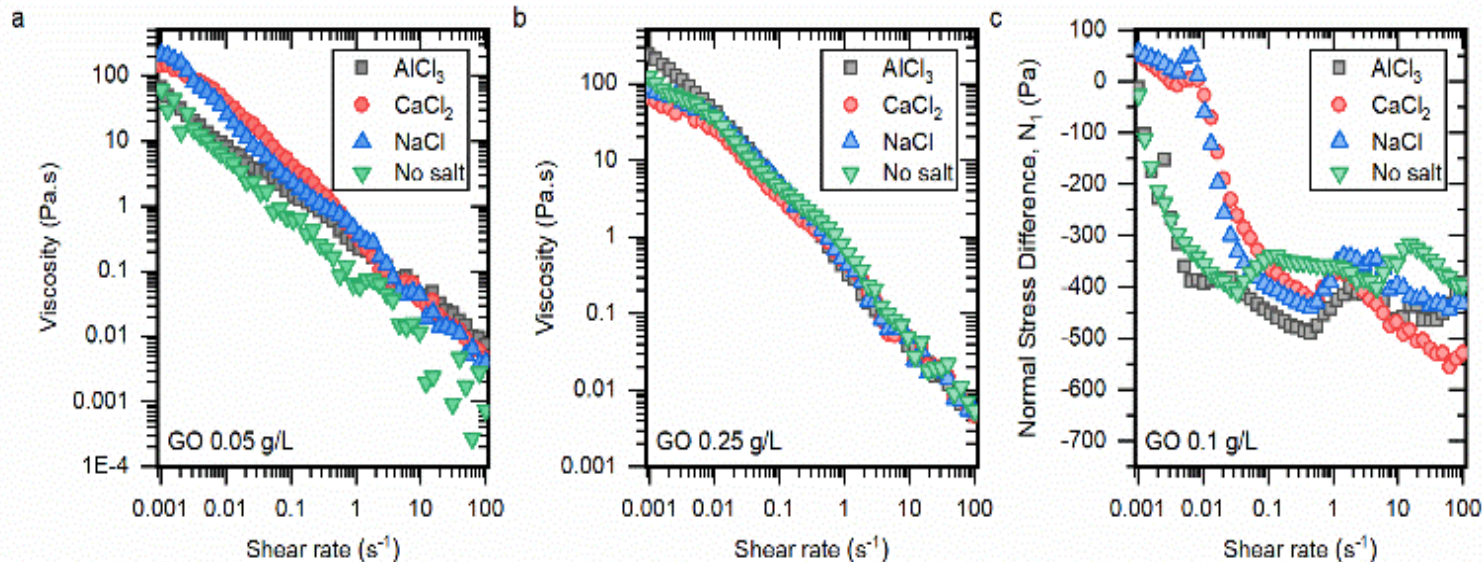 a
Viscosity (Pa.s)
100
10
1
0.1
0.01
0.001
1E-4
AlCl₃
CaCl₂
NaCl
No salt
GO 0.05 g/L
0.001 0.01 0.1 1 10 100
Shear rate (s⁻¹)
b
Viscosity (Pa.s)
100
10
1
0.1
0.01
0.001
AlCl₃
CaCl₂
NaCl
No salt
GO 0.25 g/L
0.001 0.01 0.1 1 10 100
Shear rate (s⁻¹)
c
Normal Stress Difference, N₁ (Pa)
100
0
-100
-200
-300
-400
-500
-600
-700
AlCl₃
CaCl₂
NaCl
No salt
GO 0.1 g/L
0.001 0.01 0.1 1 10 100
Shear rate (s⁻¹)